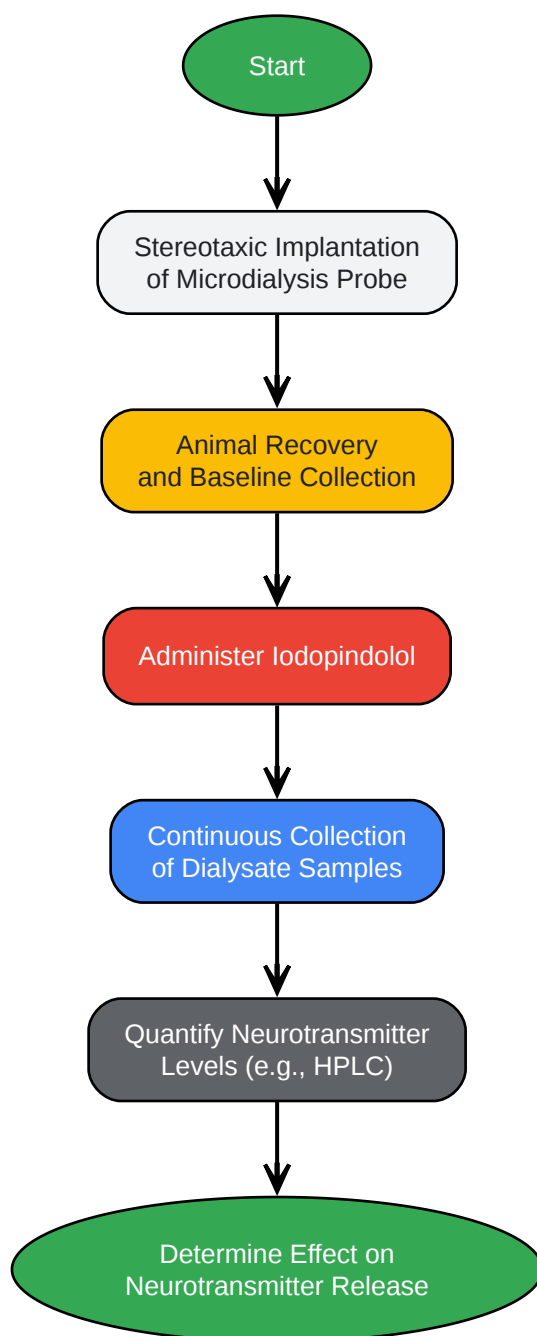 Start
Stereotaxic Implantation
of Microdialysis Probe
Animal Recovery
and Baseline Collection
Administer Iodopindolol
Continuous Collection
of Dialysate Samples
Quantify Neurotransmitter
Levels (e.g., HPLC)
Determine Effect on
Neurotransmitter Release